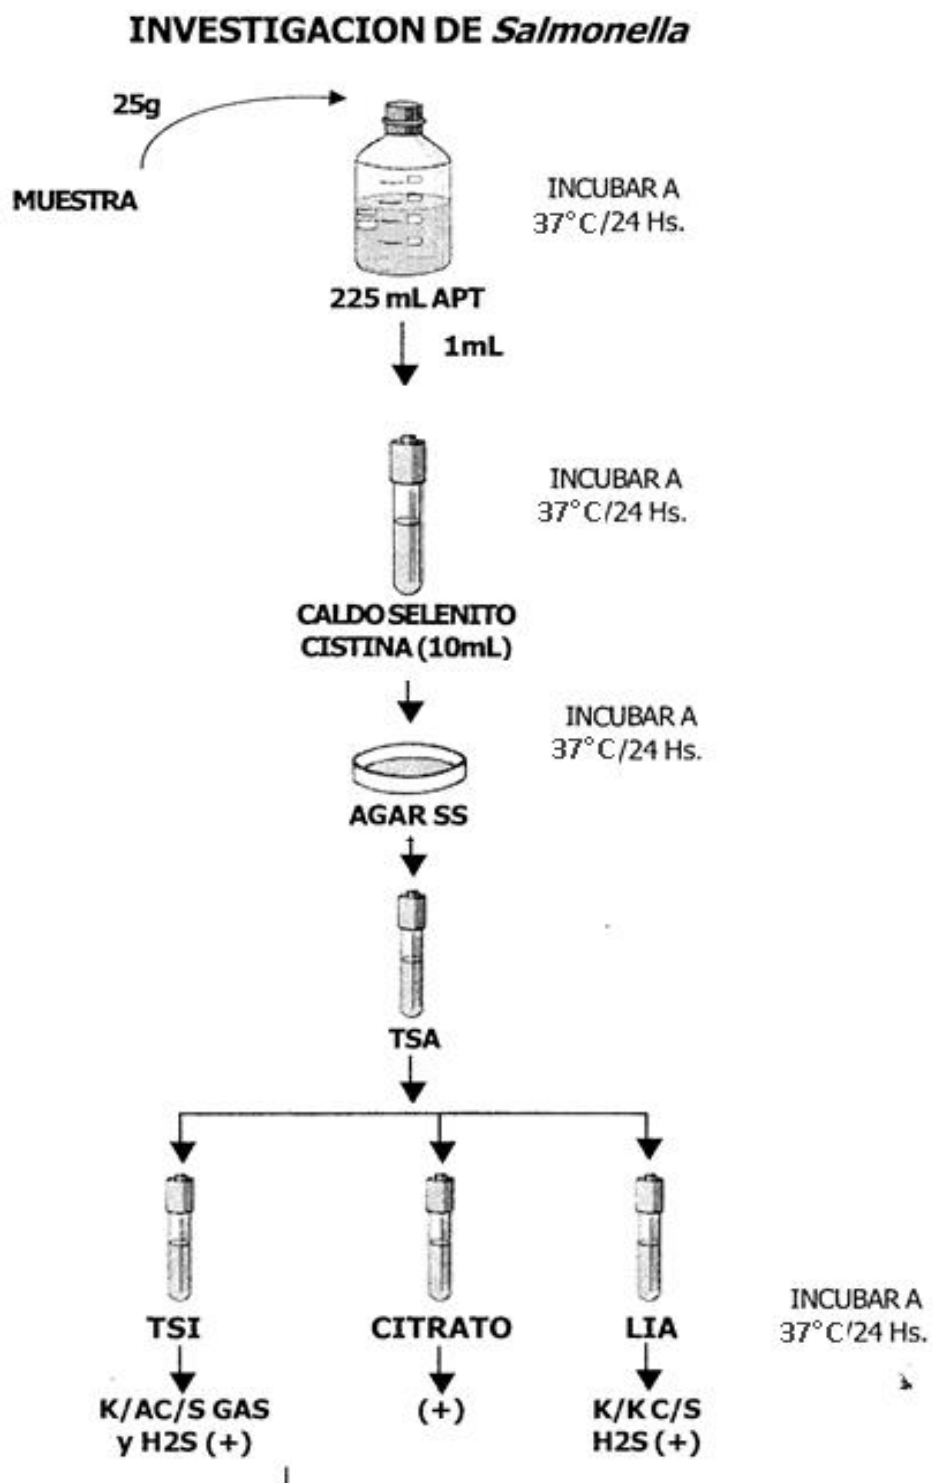 INVESTIGACION DE Salmonella
25g
MUESTRA
INCUBAR A
37°C/24 Hs.
225 mL APT
1mL
INCUBAR A
37°C/24 Hs.
CALDO SELENITO
CISTINA (10mL)
INCUBAR A
37°C/24 Hs.
AGAR SS
TSA
TSI
CITRATO
LIA
INCUBAR A
37°C/24 Hs.
K/AC/S GAS
y H2S (+)
(+)
K/K C/S
H2S (+)